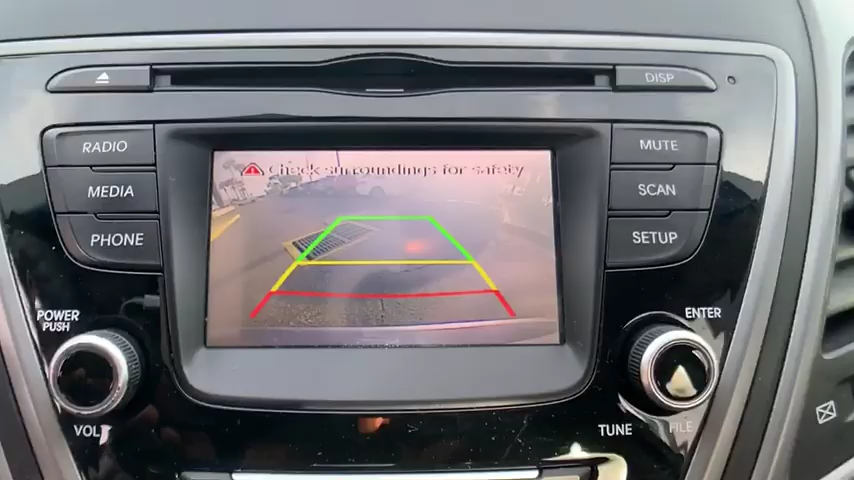 DISP
RADIO
MUTE
Check surroundings for safety
MEDIA
SCAN
PHONE
SETUP
POWER
PUSH
ENTER
VOL
TUNE
FILE